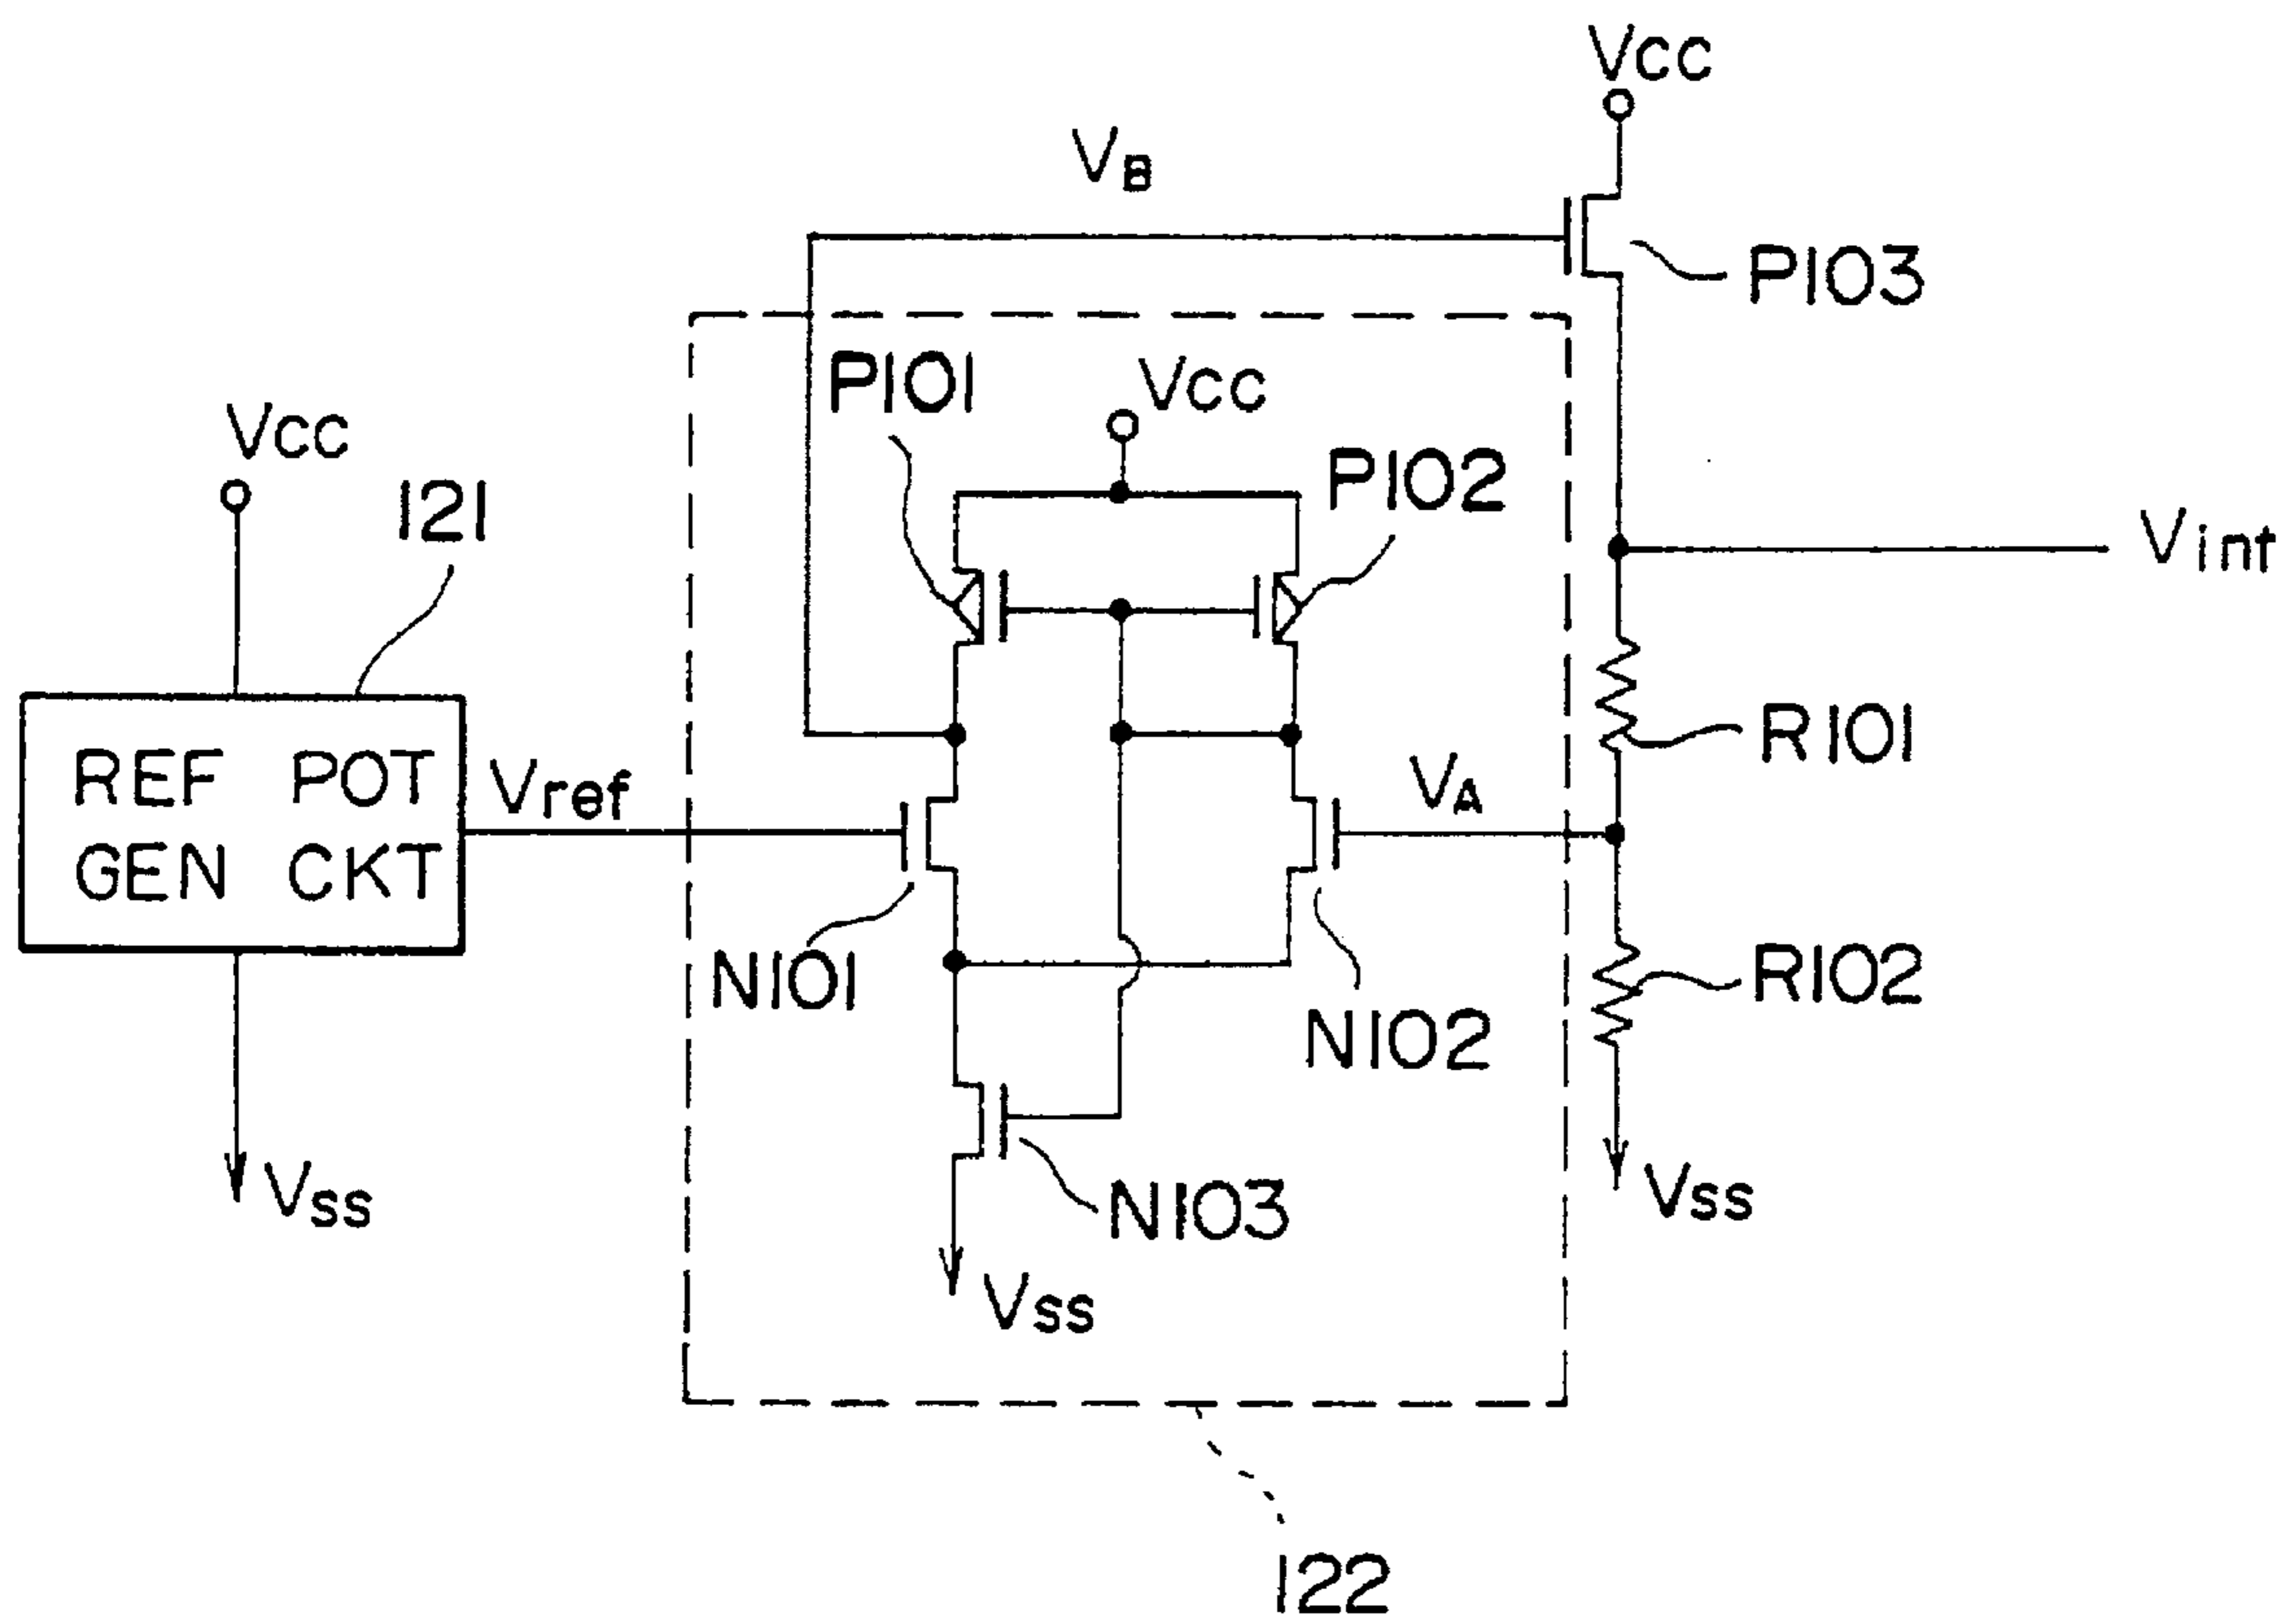 Vcc
VB
P103
P101
Vcc
P102
Vcc
121
Vint
R101
REF POT
GEN CKT
Vref
VA
N101
N102
R102
Vss
N103
Vss
Vss
122